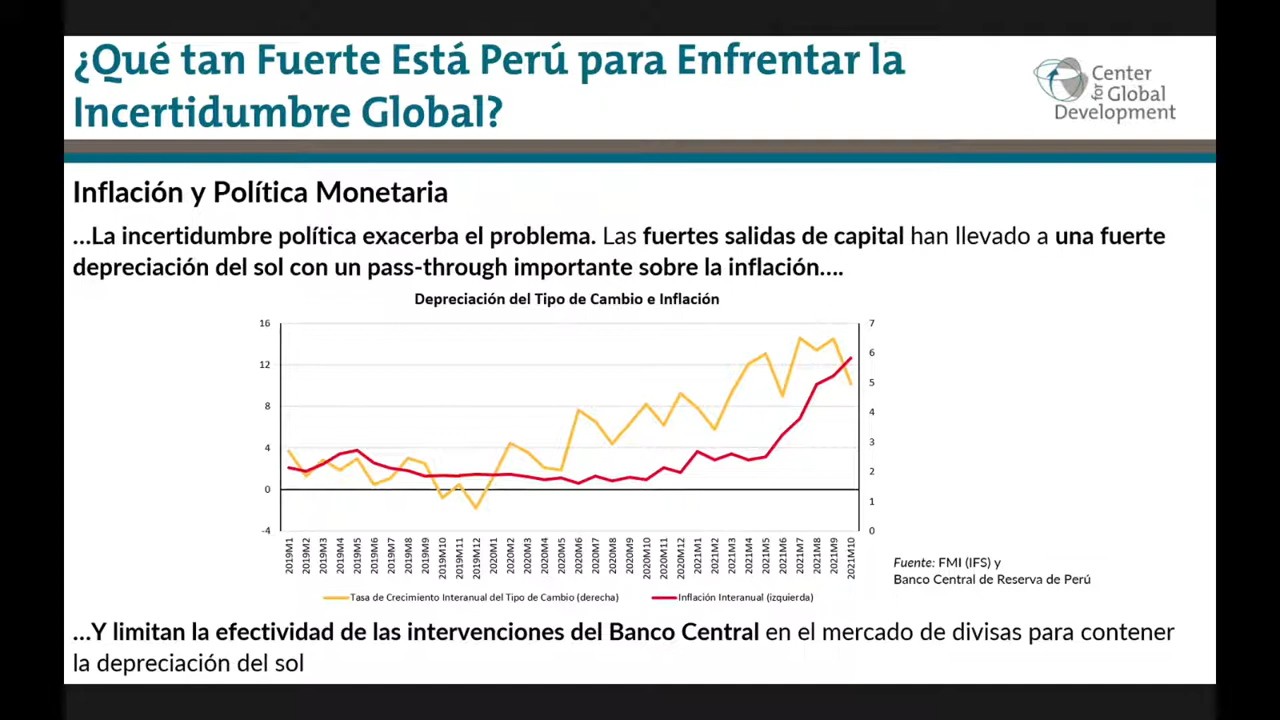 ¿Qué tan Fuerte Está Perú para Enfrentar la
Incertidumbre Global?
Center
for Global
Development
Inflación y Política Monetaria
...La incertidumbre política exacerba el problema. Las fuertes salidas de capital han llevado a una fuerte
depreciación del sol con un pass-through importante sobre la inflación....
Depreciación del Tipo de Cambio e Inflación
16
12
8
4
0
-4
7
6
5
4
3
2
1
0
2019M1
2019M2
2019M3
2019M4
2019M5
2019M6
2019M7
2019M8
2019M9
2019M10
2019M11
2019M12
2020M1
2020M2
2020M3
2020M4
2020M5
2020M6
2020M7
2020M8
2020M9
2020M10
2020M11
2020M12
2021M1
2021M2
2021M3
2021M4
2021M5
2021M6
2021M7
2021M8
2021M9
2021M10
Tasa de Crecimiento Interanual del Tipo de Cambio (derecha)
Inflación Interanual (izquierda)
Fuente: FMI (IFS) y
Banco Central de Reserva de Perú
...Y limitan la efectividad de las intervenciones del Banco Central en el mercado de divisas para contener
la depreciación del sol